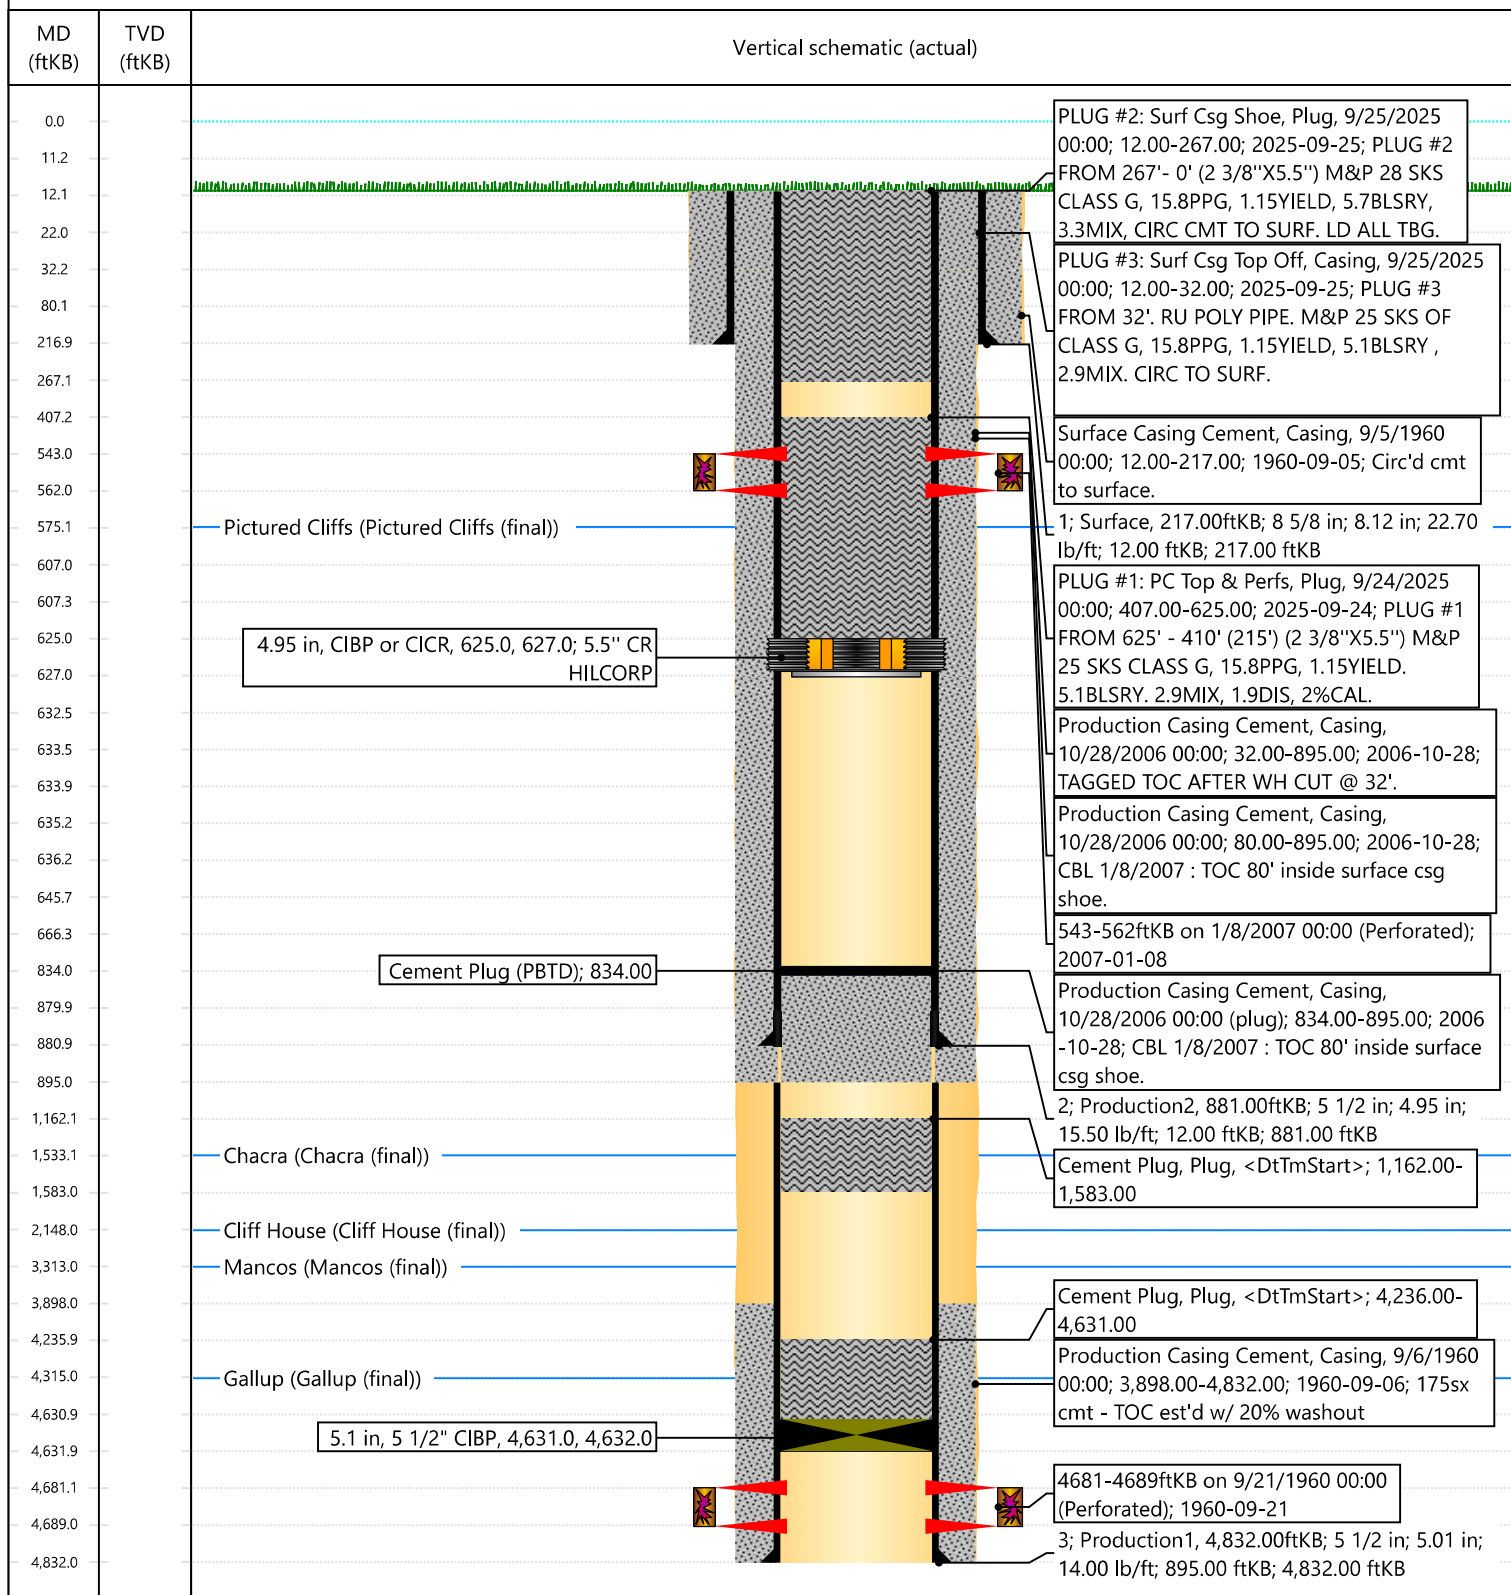 MD
(ftKB)
TVD
(ftKB)
Vertical schematic (actual)
0.0
11.2
12.1
22.0
32.2
80.1
216.9
267.1
407.2
543.0
562.0
575.1
607.0
607.3
625.0
627.0
632.5
633.5
633.9
635.2
636.2
645.7
666.3
834.0
879.9
880.9
895.0
1,162.1
1,533.1
1,583.0
2,148.0
3,313.0
3,898.0
4,235.9
4,315.0
4,630.9
4,631.9
4,681.1
4,689.0
4,832.0
Pictured Cliffs (Pictured Cliffs (final))
4.95 in, CIBP or CICR, 625.0, 627.0; 5.5'' CR
HILCORP
Cement Plug (PBTD); 834.00
Chacra (Chacra (final))
Cliff House (Cliff House (final))
Mancos (Mancos (final))
Gallup (Gallup (final))
5.1 in, 5 1/2" CIBP, 4,631.0, 4,632.0
PLUG #2: Surf Csg Shoe, Plug, 9/25/2025
00:00; 12.00-267.00; 2025-09-25; PLUG #2
FROM 267'- 0' (2 3/8''X5.5'') M&P 28 SKS
CLASS G, 15.8PPG, 1.15YIELD, 5.7BLSRY,
3.3MIX, CIRC CMT TO SURF. LD ALL TBG.
PLUG #3: Surf Csg Top Off, Casing, 9/25/2025
00:00; 12.00-32.00; 2025-09-25; PLUG #3
FROM 32'. RU POLY PIPE. M&P 25 SKS OF
CLASS G, 15.8PPG, 1.15YIELD, 5.1BLSRY ,
2.9MIX. CIRC TO SURF.
Surface Casing Cement, Casing, 9/5/1960
00:00; 12.00-217.00; 1960-09-05; Circ'd cmt
to surface.
1; Surface, 217.00ftKB; 8 5/8 in; 8.12 in; 22.70
lb/ft; 12.00 ftKB; 217.00 ftKB
PLUG #1: PC Top & Perfs, Plug, 9/24/2025
00:00; 407.00-625.00; 2025-09-24; PLUG #1
FROM 625' - 410' (215') (2 3/8''X5.5'') M&P
25 SKS CLASS G, 15.8PPG, 1.15YIELD.
5.1BLSRY. 2.9MIX, 1.9DIS, 2%CAL.
Production Casing Cement, Casing,
10/28/2006 00:00; 32.00-895.00; 2006-10-28;
TAGGED TOC AFTER WH CUT @ 32'.
Production Casing Cement, Casing,
10/28/2006 00:00; 80.00-895.00; 2006-10-28;
CBL 1/8/2007 : TOC 80' inside surface csg
shoe.
543-562ftKB on 1/8/2007 00:00 (Perforated);
2007-01-08
Production Casing Cement, Casing,
10/28/2006 00:00 (plug); 834.00-895.00; 2006
-10-28; CBL 1/8/2007 : TOC 80' inside surface
csg shoe.
2; Production2, 881.00ftKB; 5 1/2 in; 4.95 in;
15.50 lb/ft; 12.00 ftKB; 881.00 ftKB
Cement Plug, Plug, <DtTmStart>; 1,162.00-
1,583.00
Cement Plug, Plug, <DtTmStart>; 4,236.00-
4,631.00
Production Casing Cement, Casing, 9/6/1960
00:00; 3,898.00-4,832.00; 1960-09-06; 175sx
cmt - TOC est'd w/ 20% washout
4681-4689ftKB on 9/21/1960 00:00
(Perforated); 1960-09-21
3; Production1, 4,832.00ftKB; 5 1/2 in; 5.01 in;
14.00 lb/ft; 895.00 ftKB; 4,832.00 ftKB